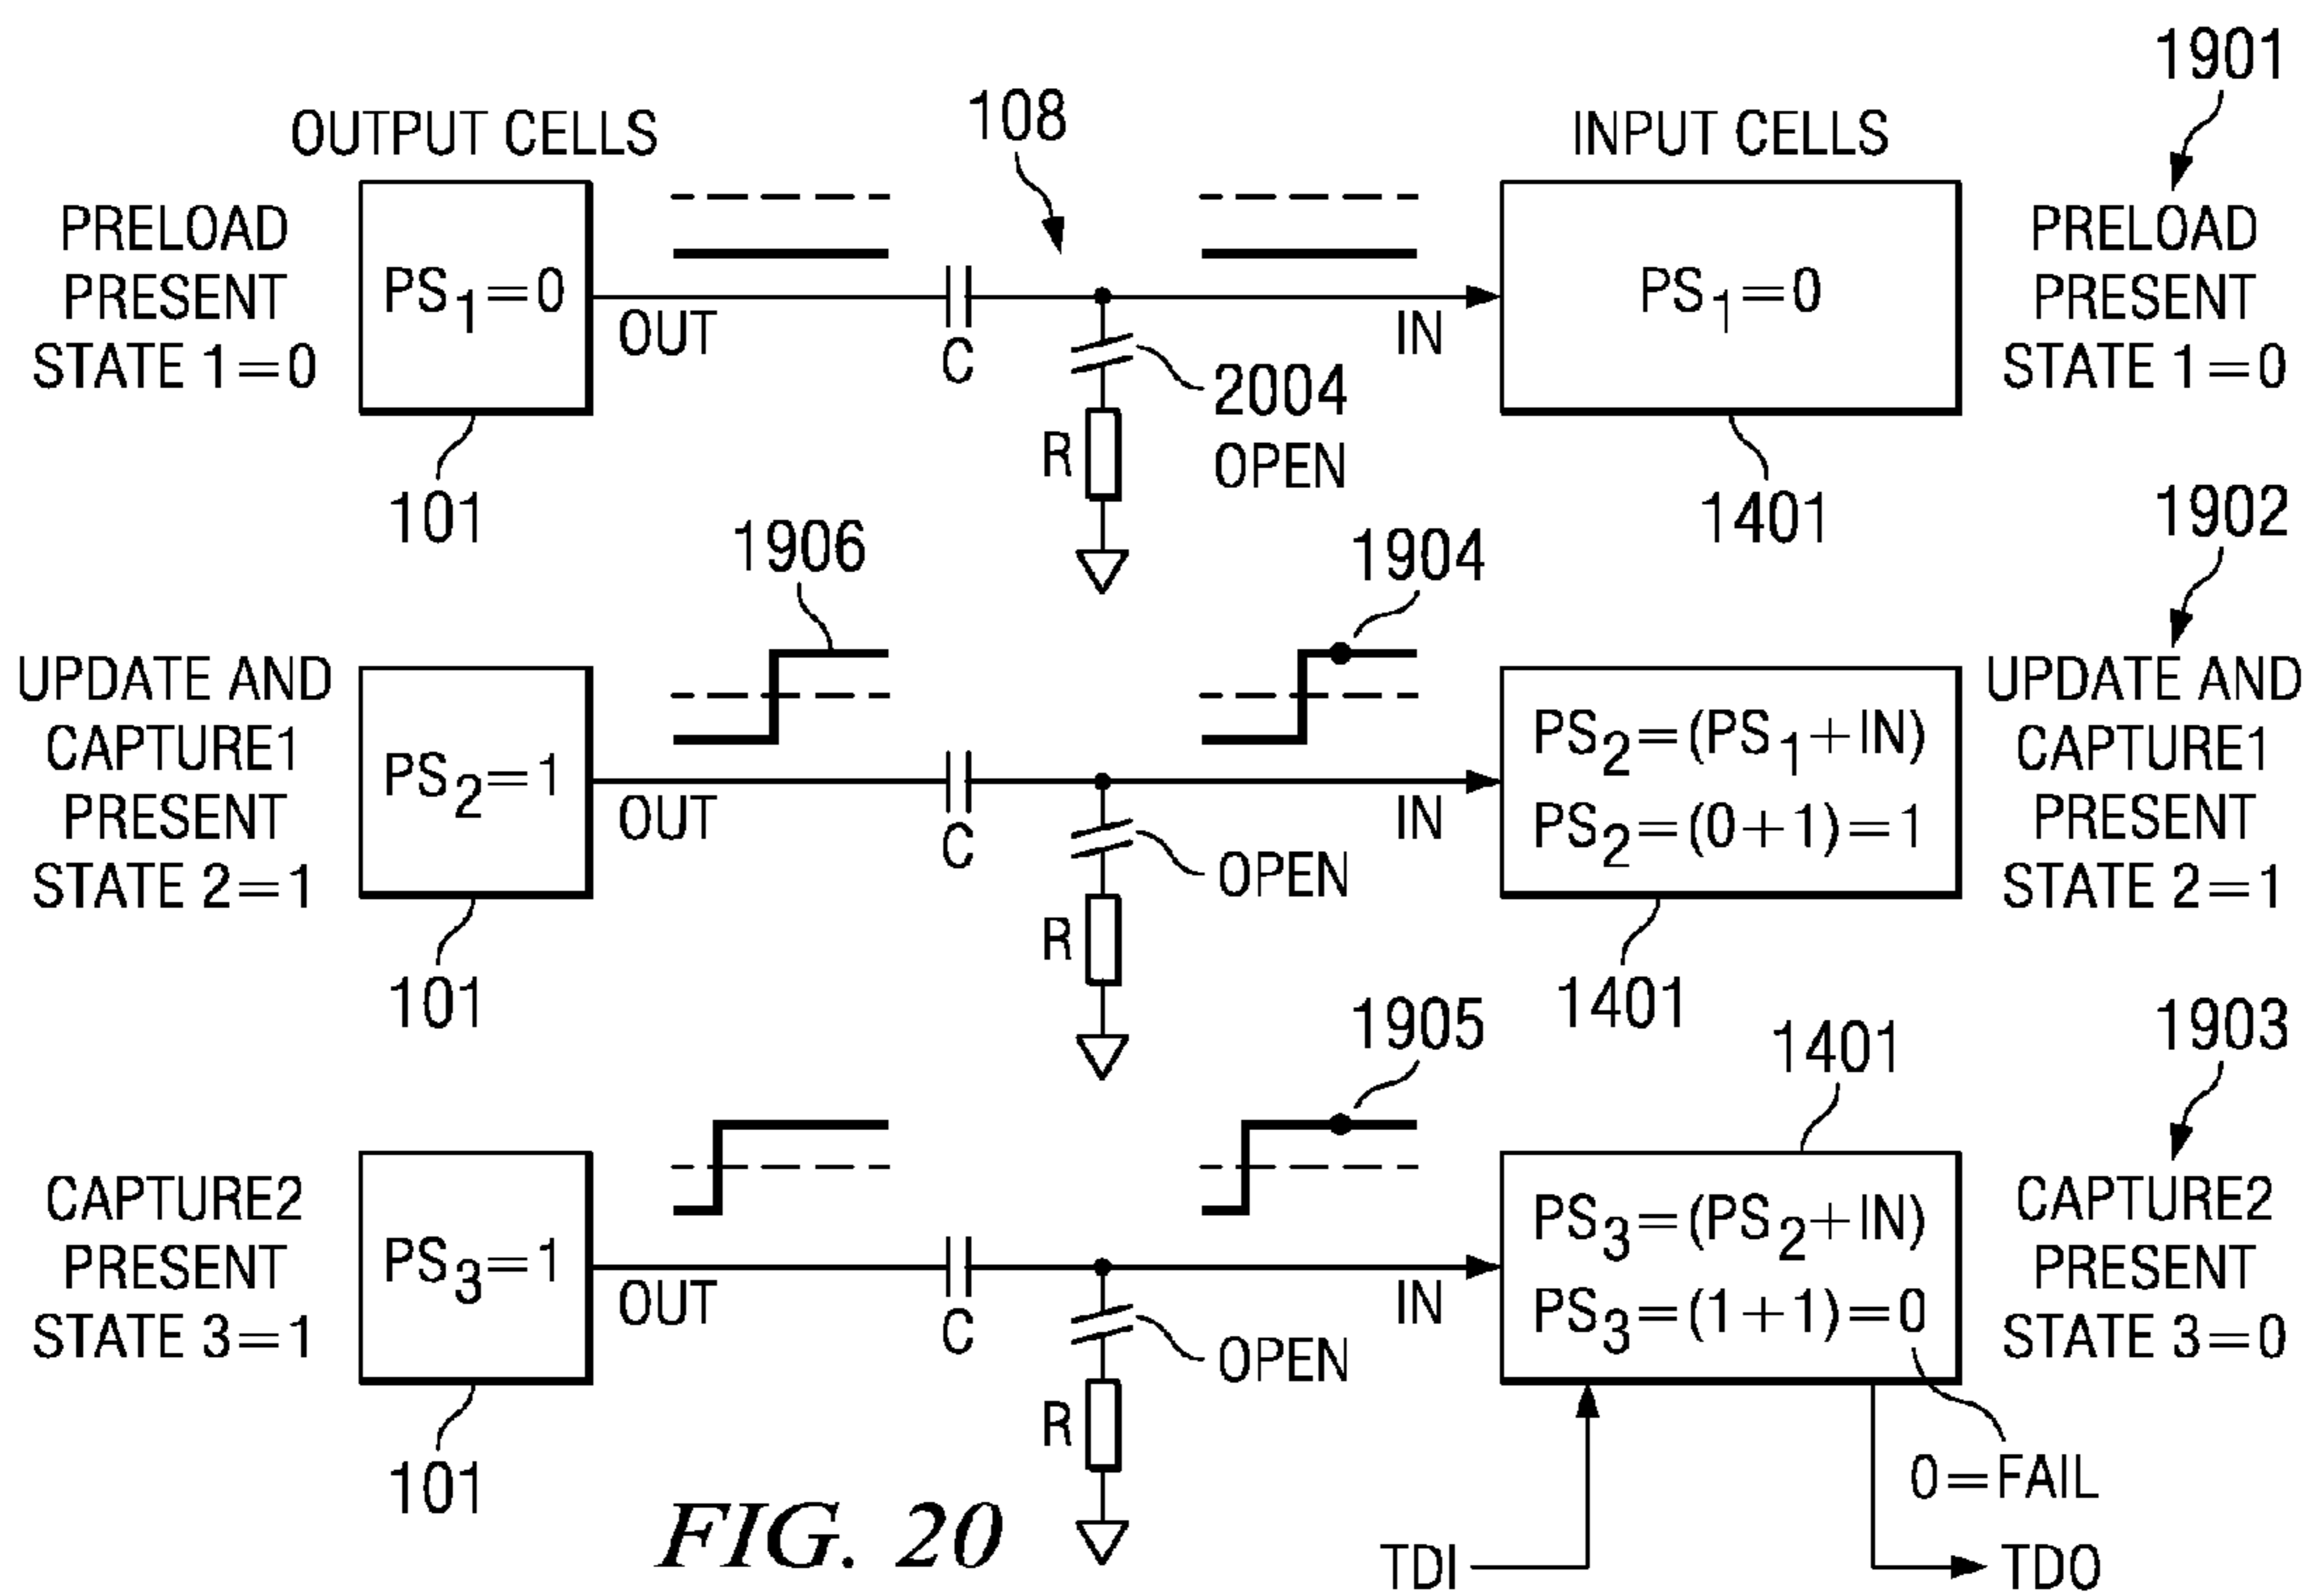 1901
OUTPUT CELLS
108
INPUT CELLS
PRELOAD
PRESENT
STATE 1=0
PS1=0
OUT
C
2004
OPEN
R
IN
PS1=0
PRELOAD
PRESENT
STATE 1=0
101
1401
1902
1906
1904
UPDATE AND
CAPTURE1
PRESENT
STATE 2=1
PS2=1
OUT
C
OPEN
R
IN
PS2=(PS1+IN)
PS2=(0+1)=1
UPDATE AND
CAPTURE1
PRESENT
STATE 2=1
101
1401
1903
1905
1401
CAPTURE2
PRESENT
STATE 3=1
PS3=1
OUT
C
OPEN
R
IN
PS3=(PS2+IN)
PS3=(1+1)=0
CAPTURE2
PRESENT
STATE 3=0
101
0=FAIL
TDI
TDO
FIG. 20